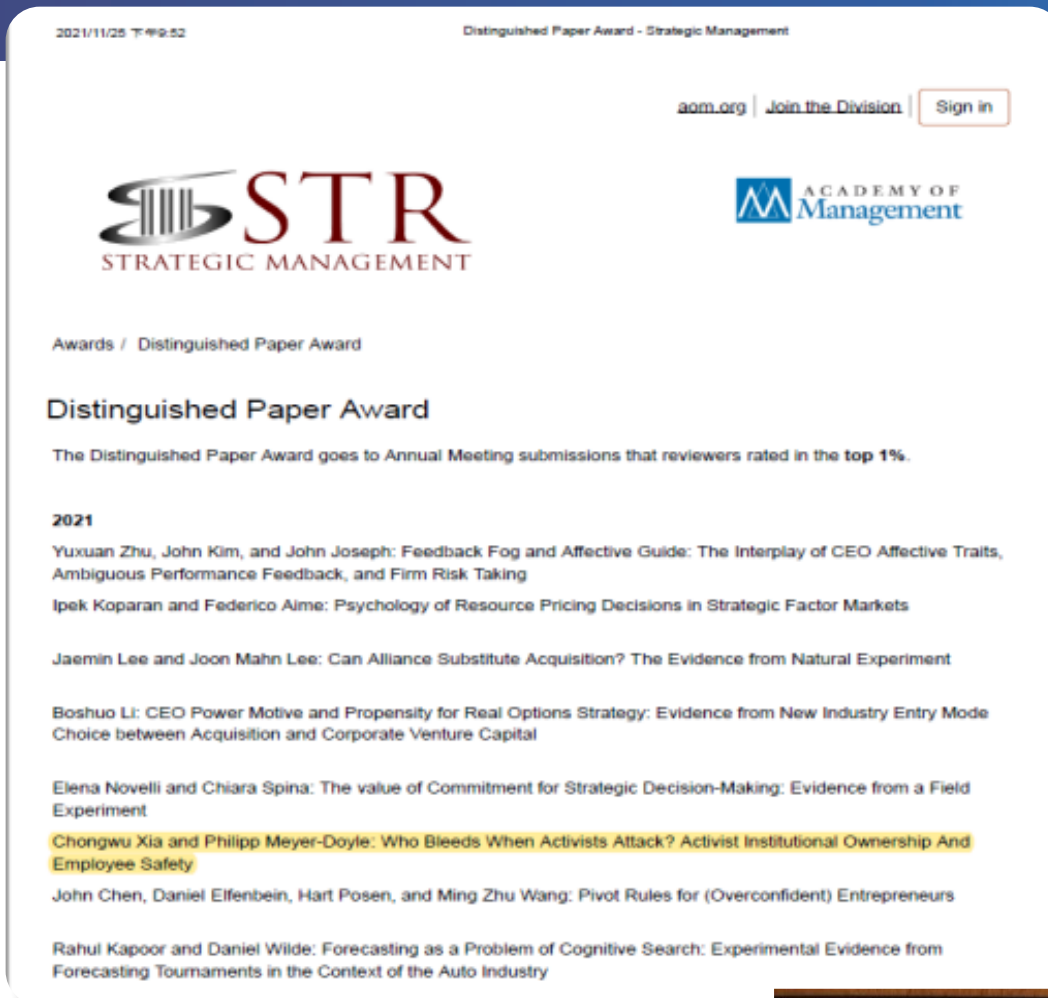 2021/11/25 下午9:52
Distinguished Paper Award - Strategic Management
aom.org | Join the Division | Sign in
STR
STRATEGIC MANAGEMENT
ACADEMY OF
Management
Awards / Distinguished Paper Award
Distinguished Paper Award
The Distinguished Paper Award goes to Annual Meeting submissions that reviewers rated in the top 1%.
2021
Yuxuan Zhu, John Kim, and John Joseph: Feedback Fog and Affective Guide: The Interplay of CEO Affective Traits,
Ambiguous Performance Feedback, and Firm Risk Taking
Ipek Koparan and Federico Aime: Psychology of Resource Pricing Decisions in Strategic Factor Markets
Jaemin Lee and Joon Mahn Lee: Can Alliance Substitute Acquisition? The Evidence from Natural Experiment
Boshuo Li: CEO Power Motive and Propensity for Real Options Strategy: Evidence from New Industry Entry Mode
Choice between Acquisition and Corporate Venture Capital
Elena Novelli and Chiara Spina: The value of Commitment for Strategic Decision-Making: Evidence from a Field
Experiment
Chongwu Xia and Philipp Meyer-Doyle: Who Bleeds When Activists Attack? Activist Institutional Ownership And
Employee Safety
John Chen, Daniel Elfenbein, Hart Posen, and Ming Zhu Wang: Pivot Rules for (Overconfident) Entrepreneurs
Rahul Kapoor and Daniel Wilde: Forecasting as a Problem of Cognitive Search: Experimental Evidence from
Forecasting Tournaments in the Context of the Auto Industry